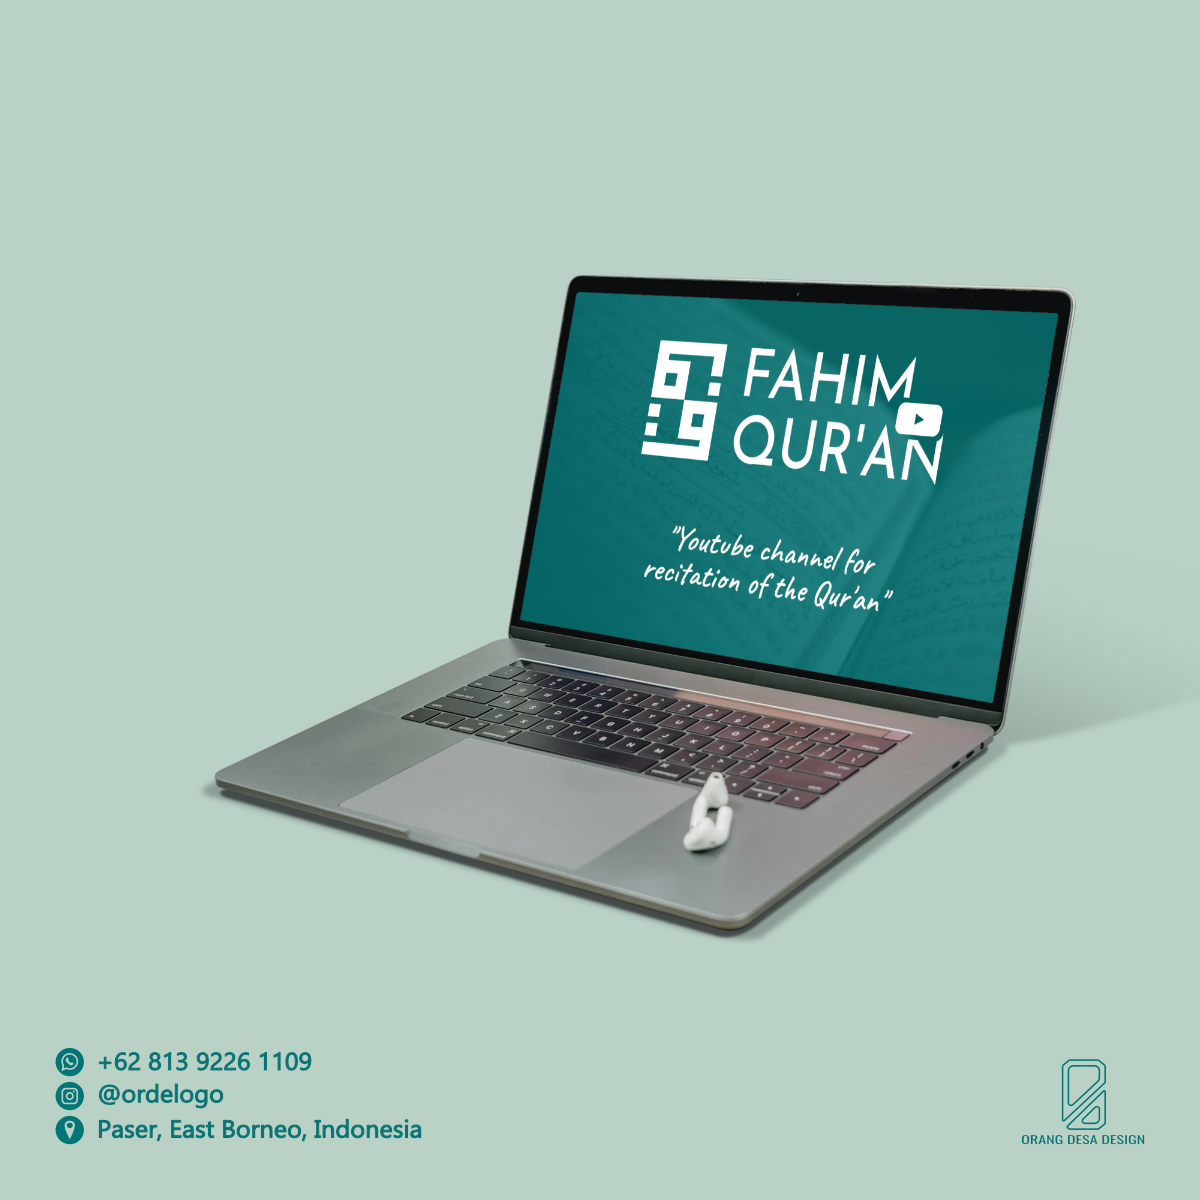 FAHIM
QUR'AN
"Youtube channel for
recitation of the Qur'an"
+62 813 9226 1109
@ordelogo
Paser, East Borneo, Indonesia
ORANG DESA DESIGN